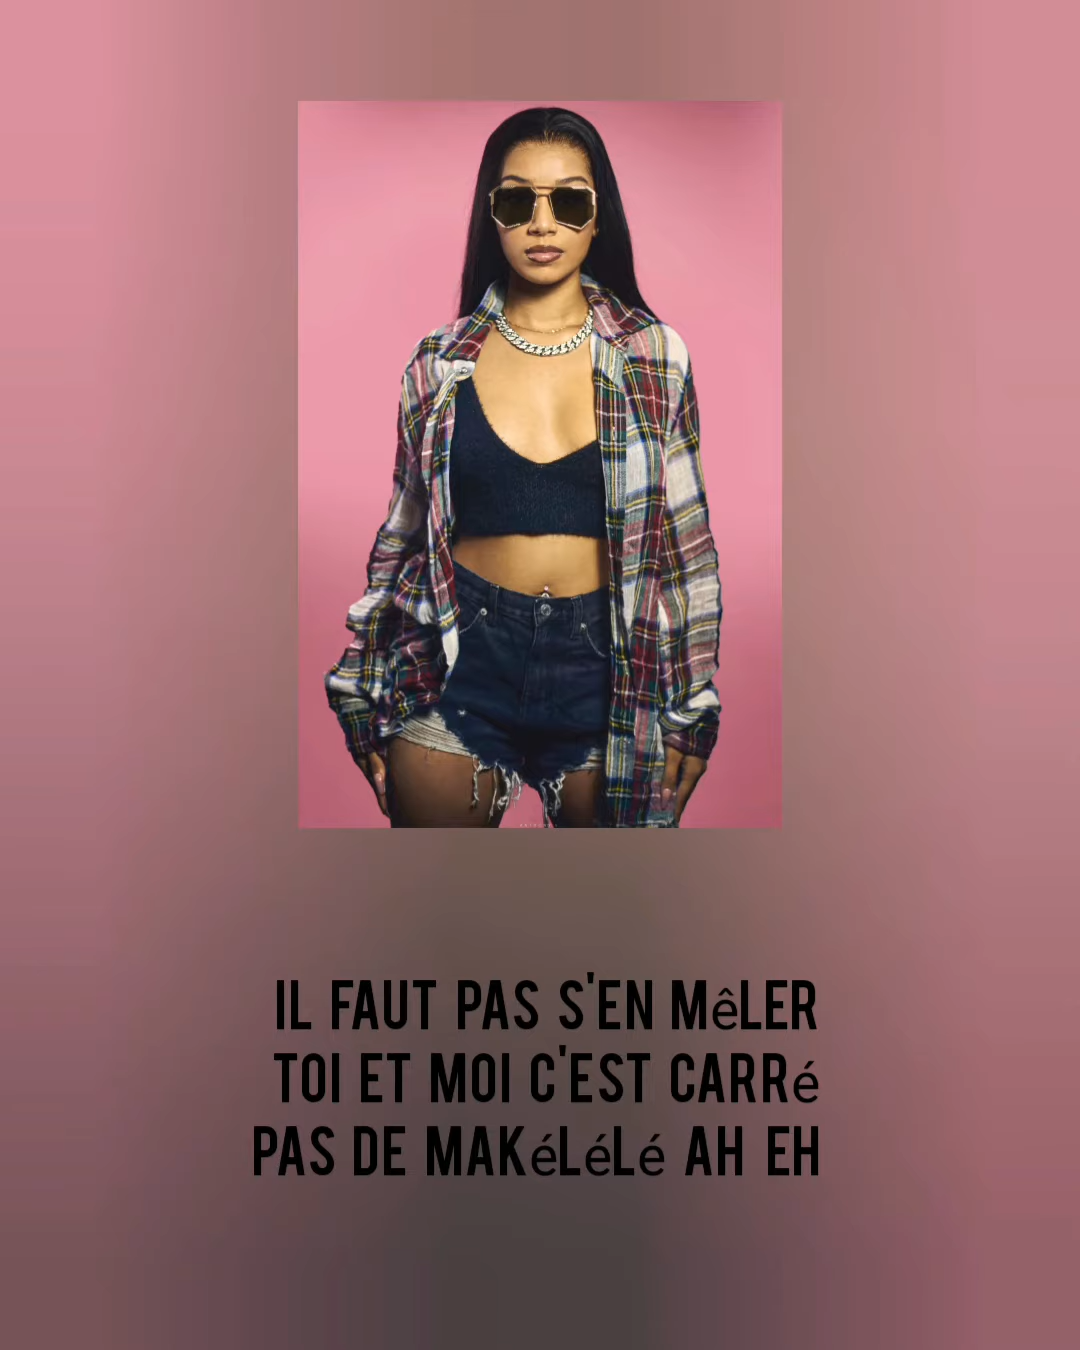 IL FAUT PAS S'EN MêLER
TOI ET MOI C'EST CARRé
PAS DE MAKéLéLé AH EH